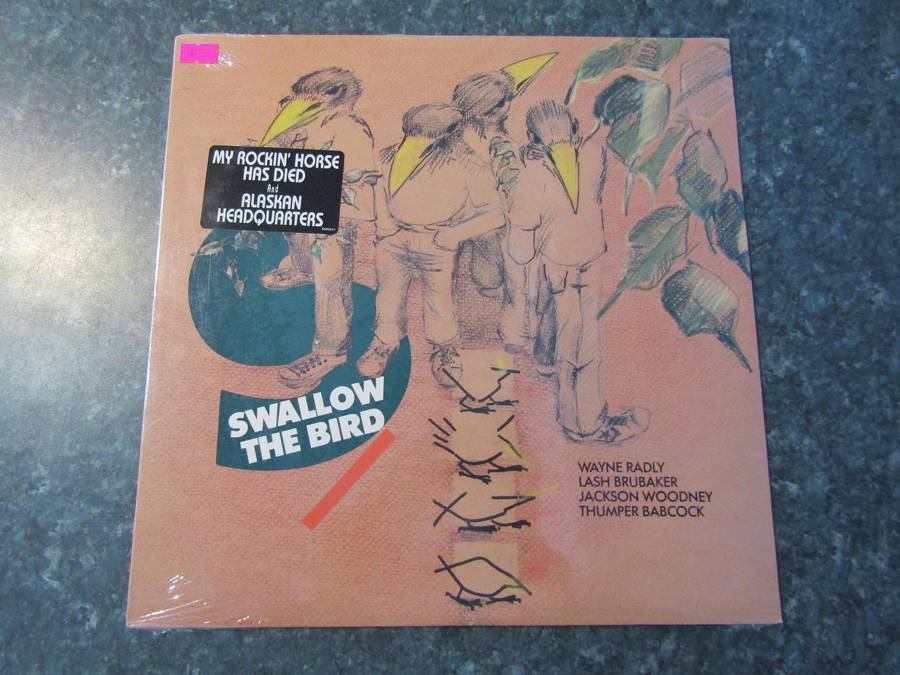 MY ROCKIN' HORSE
HAS DIED
And
ALASKAN
HEADQUARTERS
SWALLOW
THE BIRD
WAYNE RADLY
LASH BRUBAKER
JACKSON WOODNEY
THUMPER BABCOCK